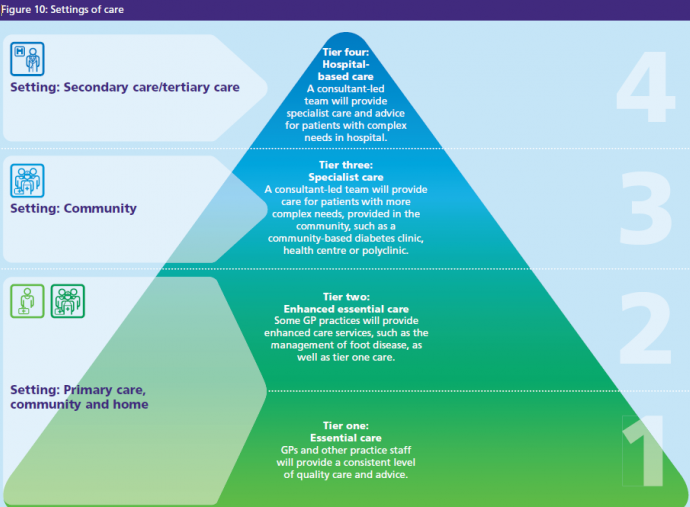 Figure 10: Settings of care
Setting: Secondary care/tertiary care
Tier four:
Hospital-
based care
A consultant-led
team will provide
specialist care and advice
for patients with complex
needs in hospital.
4
Setting: Community
Tier three:
Specialist care
A consultant-led team will provide
care for patients with more
complex needs, provided in the
community, such as a
community-based diabetes clinic,
health centre or polyclinic.
3
Setting: Primary care,
community and home
Tier two:
Enhanced essential care
Some GP practices will provide
enhanced care services, such as the
management of foot disease, as
well as tier one care.
2
Tier one:
Essential care
GPs and other practice staff
will provide a consistent level
of quality care and advice.
1